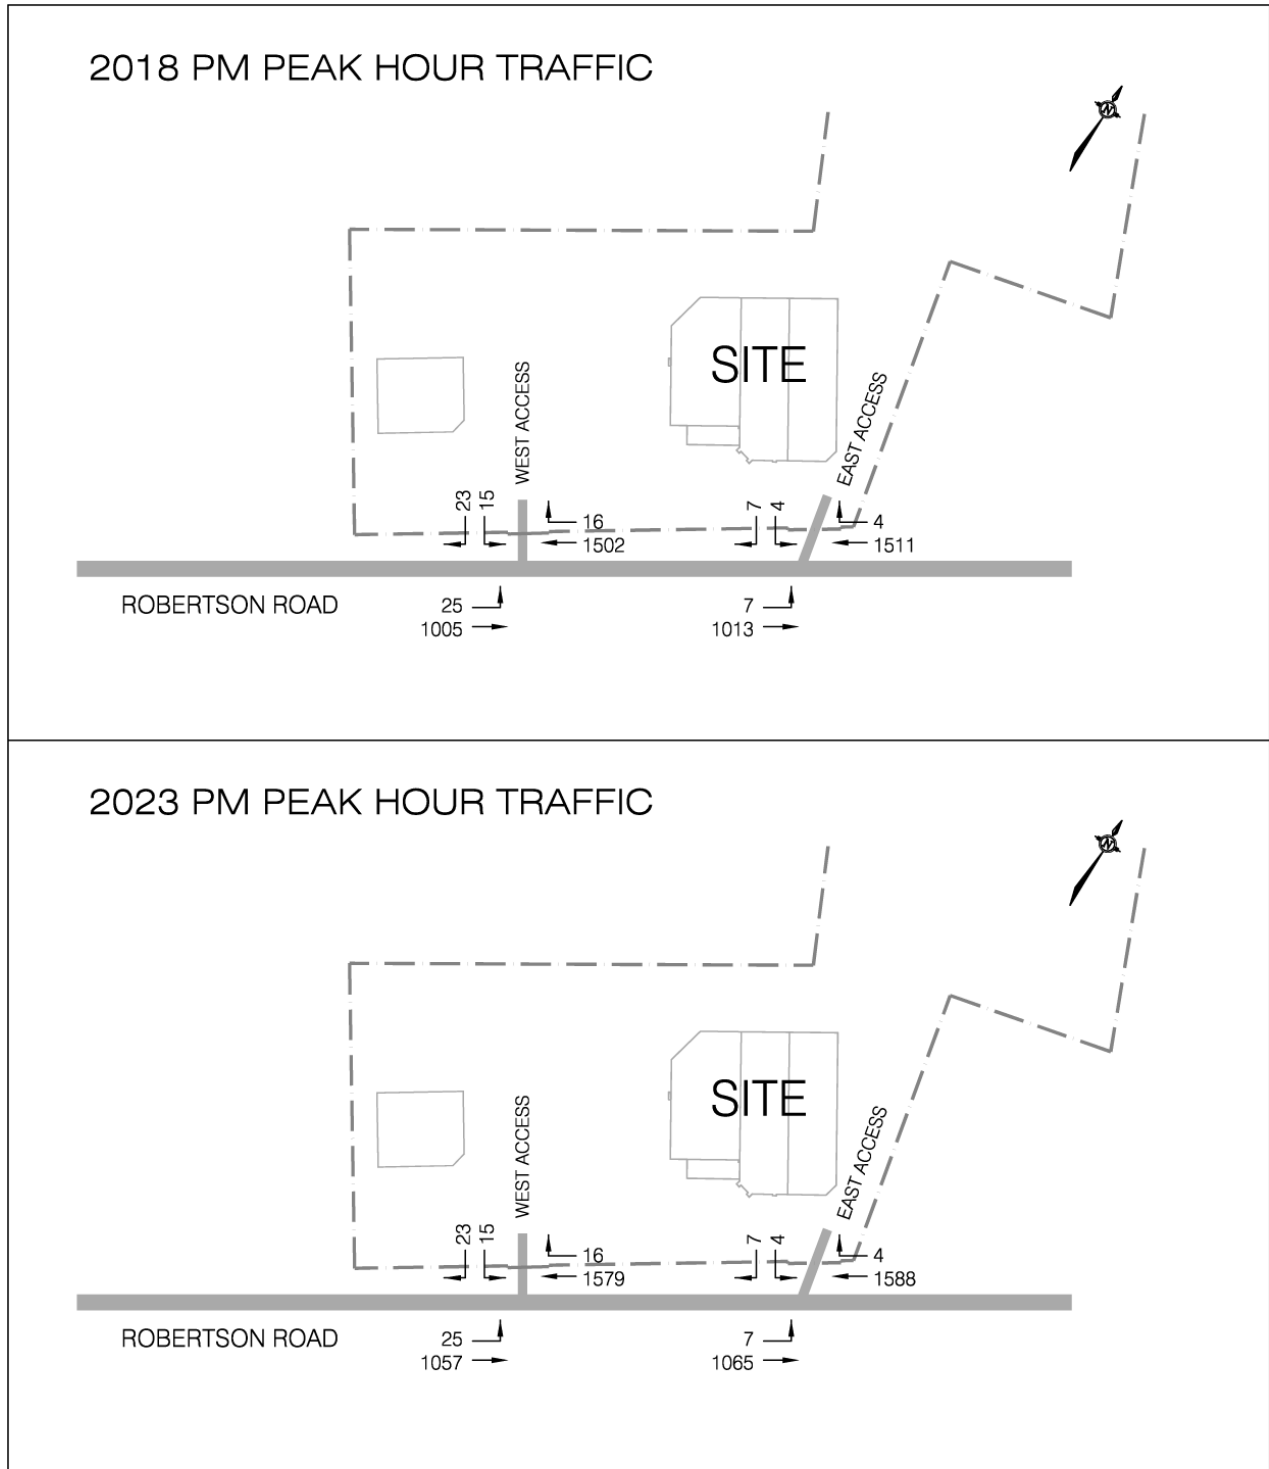 2018 PM PEAK HOUR TRAFFIC
N
SITE
WEST ACCESS
EAST ACCESS
23
15
16
1502
7
4
4
1511
ROBERTSON ROAD
25
1005
7
1013
2023 PM PEAK HOUR TRAFFIC
N
SITE
WEST ACCESS
EAST ACCESS
23
15
16
1579
7
4
4
1588
ROBERTSON ROAD
25
1057
7
1065